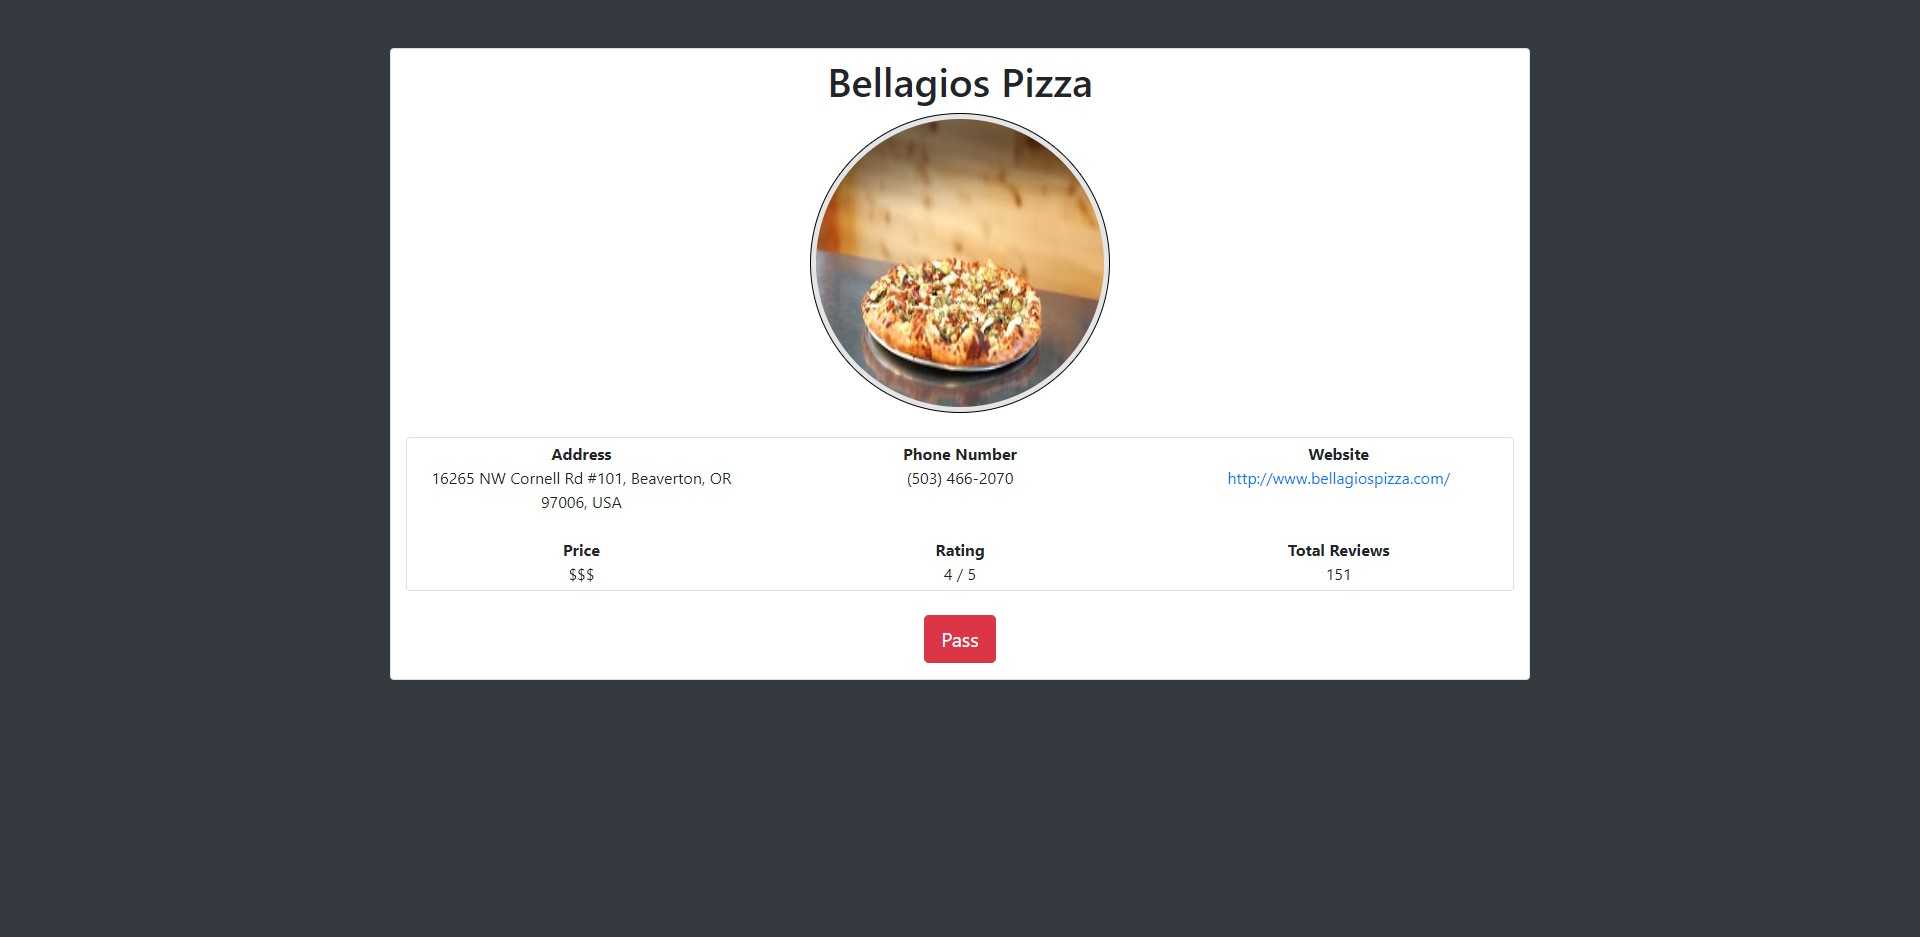 Bellagios Pizza
Address
16265 NW Cornell Rd #101, Beaverton, OR
97006, USA
Phone Number
(503) 466-2070
Website
http://www.bellagiospizza.com/
Price
$$$
Rating
4 / 5
Total Reviews
151
Pass